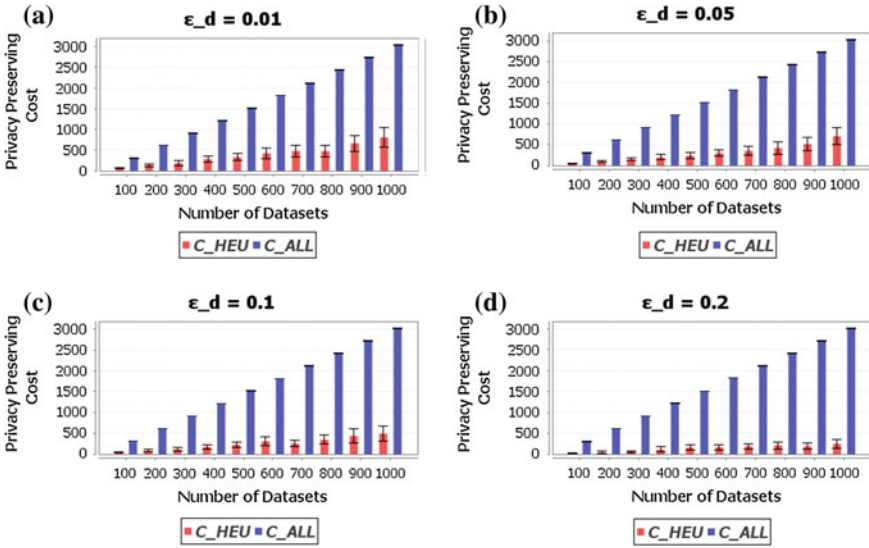 (a)
ε_d = 0.01
Privacy Preserving
Cost
3000
2500
2000
1500
1000
500
0
100 200 300 400 500 600 700 800 900 1000
Number of Datasets
C_HEU C_ALL
(b)
ε_d = 0.05
Privacy Preserving
Cost
3000
2500
2000
1500
1000
500
0
100 200 300 400 500 600 700 800 900 1000
Number of Datasets
C_HEU C_ALL
(c)
ε_d = 0.1
Privacy Preserving
Cost
3000
2500
2000
1500
1000
500
0
100 200 300 400 500 600 700 800 900 1000
Number of Datasets
C_HEU C_ALL
(d)
ε_d = 0.2
Privacy Preserving
Cost
3000
2500
2000
1500
1000
500
0
100 200 300 400 500 600 700 800 900 1000
Number of Datasets
C_HEU C_ALL